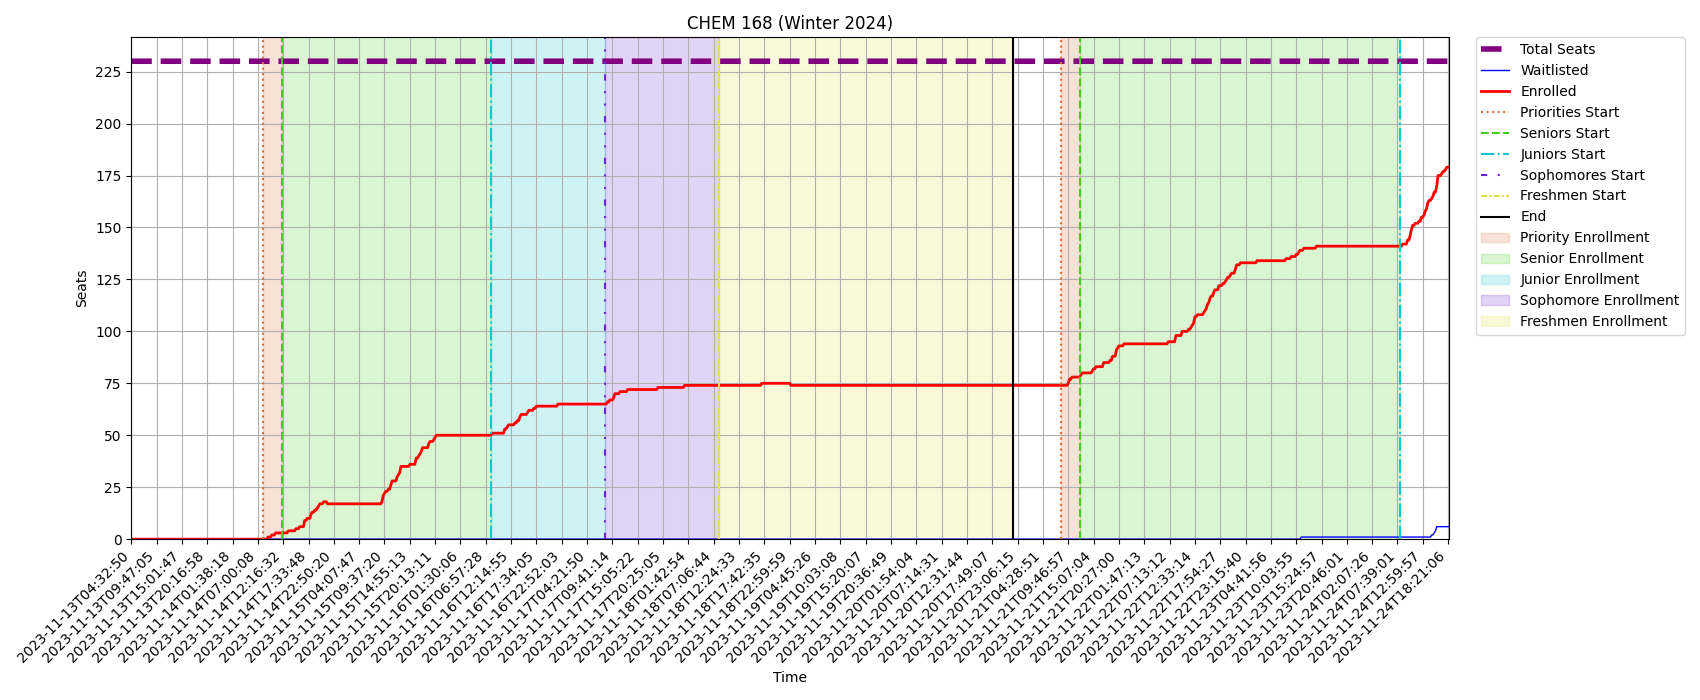 CHEM 168 (Winter 2024)
Seats
225
200
175
150
125
100
75
50
25
0
2023-11-13T04:32:50
2023-11-13T09:47:05
2023-11-13T15:01:47
2023-11-13T20:16:58
2023-11-14T01:38:18
2023-11-14T07:00:08
2023-11-14T12:16:32
2023-11-14T17:33:48
2023-11-14T22:50:20
2023-11-15T04:07:47
2023-11-15T09:37:20
2023-11-15T14:55:13
2023-11-15T20:13:11
2023-11-16T01:30:06
2023-11-16T06:57:28
2023-11-16T12:14:55
2023-11-16T17:34:05
2023-11-16T22:52:03
2023-11-17T04:21:50
2023-11-17T09:41:14
2023-11-17T15:05:22
2023-11-17T20:25:05
2023-11-18T01:42:54
2023-11-18T07:06:44
2023-11-18T12:24:33
2023-11-18T17:42:35
2023-11-18T22:59:59
2023-11-19T04:45:26
2023-11-19T10:03:08
2023-11-19T15:20:07
2023-11-19T20:36:49
2023-11-20T01:54:04
2023-11-20T07:14:31
2023-11-20T12:31:44
2023-11-20T17:49:07
2023-11-20T23:06:15
2023-11-21T04:28:51
2023-11-21T09:46:57
2023-11-21T15:07:04
2023-11-21T20:27:00
2023-11-22T01:47:13
2023-11-22T07:13:12
2023-11-22T12:33:14
2023-11-22T17:54:27
2023-11-22T23:15:40
2023-11-23T04:41:56
2023-11-23T10:03:55
2023-11-23T15:24:57
2023-11-23T20:46:01
2023-11-24T02:07:26
2023-11-24T07:39:01
2023-11-24T12:59:57
2023-11-24T18:21:06
Time
Total Seats
Waitlisted
Enrolled
Priorities Start
Seniors Start
Juniors Start
Sophomores Start
Freshmen Start
End
Priority Enrollment
Senior Enrollment
Junior Enrollment
Sophomore Enrollment
Freshmen Enrollment